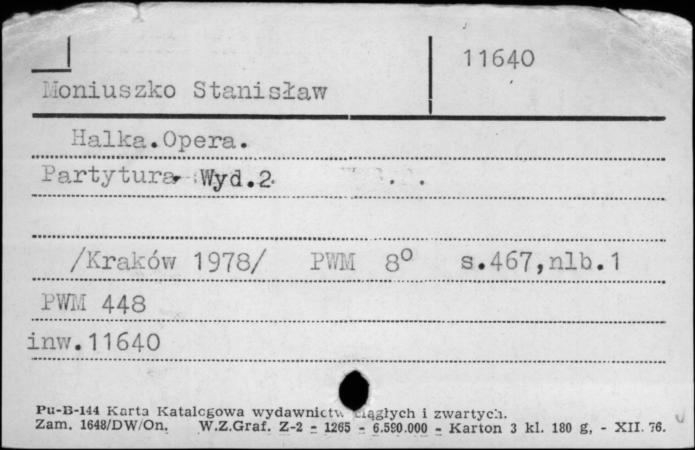 11640
Moniuszko Stanisław
Halka.Opera.
Partytura Wyd.2.
/Kraków 1978/ PWM 8° s.467,nlb.1
PWM 448
inw.11640
Pu-B-144 Karta Katalogowa wydawnictw ciągłych i zwartych.
Zam. 1648/DW/On. W.Z.Graf. Z-2 - 1265 - 6.590.000 - Karton 3 kl. 180 g, - XII. 76.